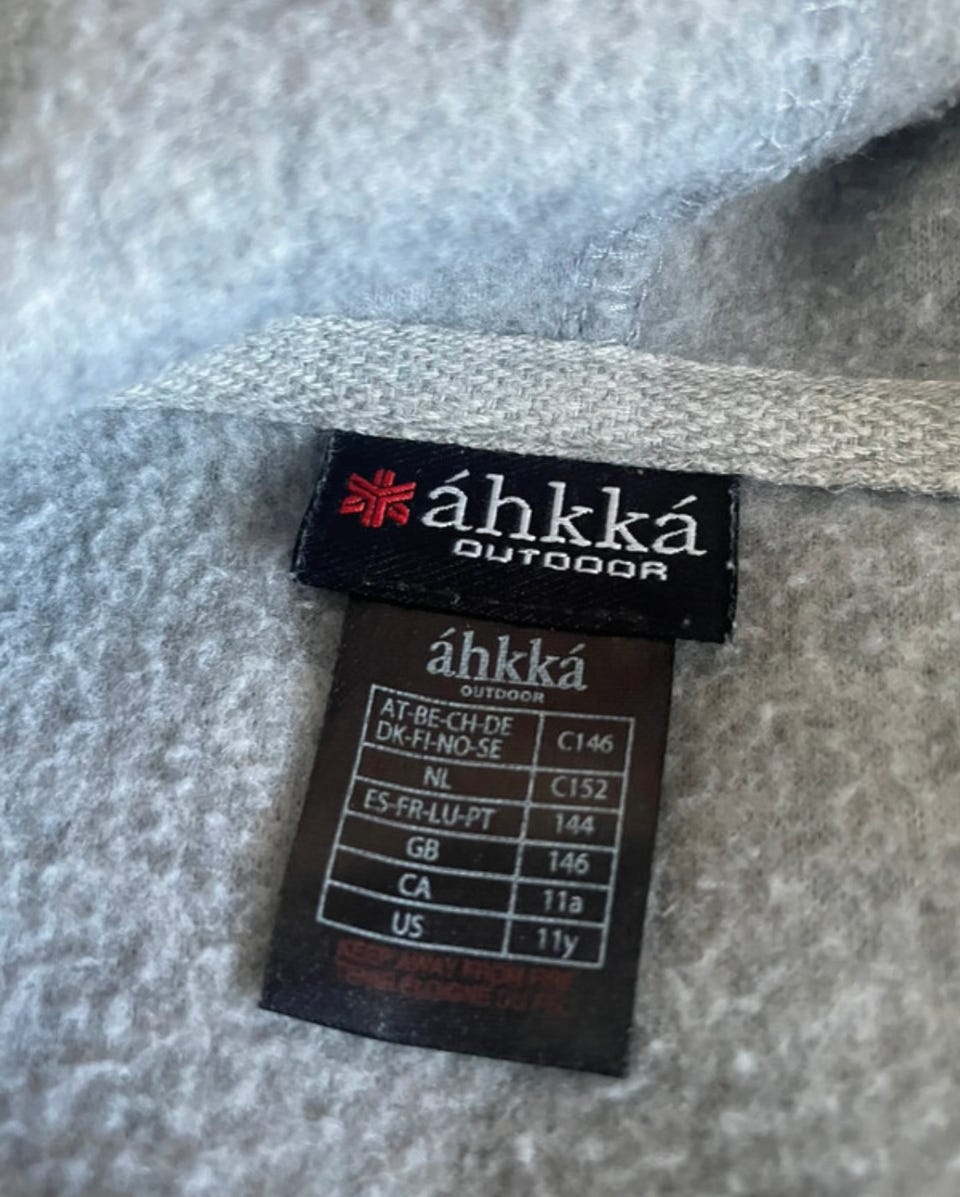 áhkká
OUTDOOR
áhkká
OUTDOOR
AT-BE-CH-DE
DK-FI-NO-SE
C146
NL
C152
ES-FR-LU-PT
144
GB
146
CA
11a
US
11y
KEEP AWAY FROM FIRE